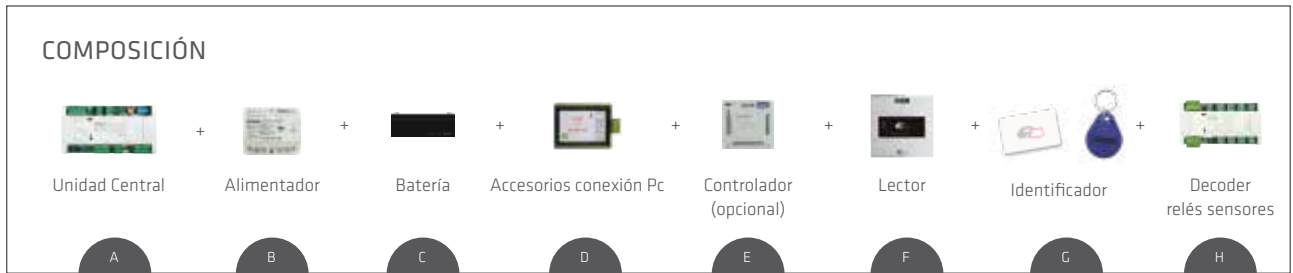 COMPOSICIÓN
+ + + + + + +
Unidad Central Alimentador Batería Accesorios conexión Pc Controlador (opcional) Lector Identificador Decoder relés sensores
A B C D E F G H